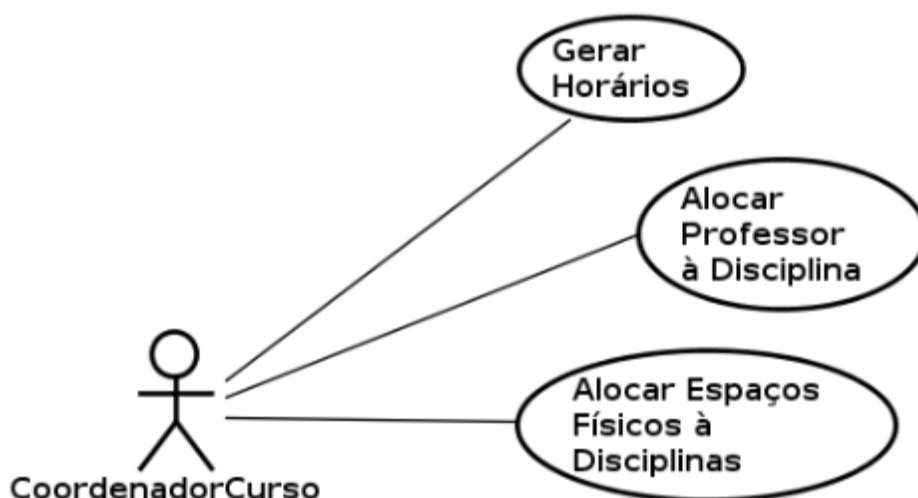 Gerar
Horários
Alocar
Professor
à Disciplina
Alocar Espaços
Físicos à
Disciplinas
CoordenadorCurso